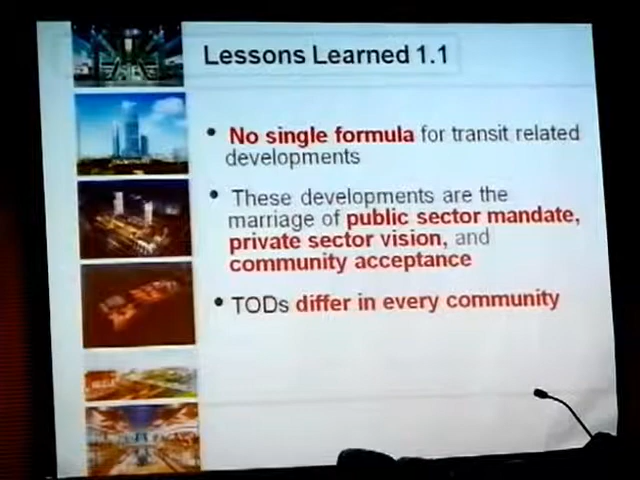 Lessons Learned 1.1
• No single formula for transit related
developments
• These developments are the
marriage of public sector mandate,
private sector vision, and
community acceptance
• TODs differ in every community